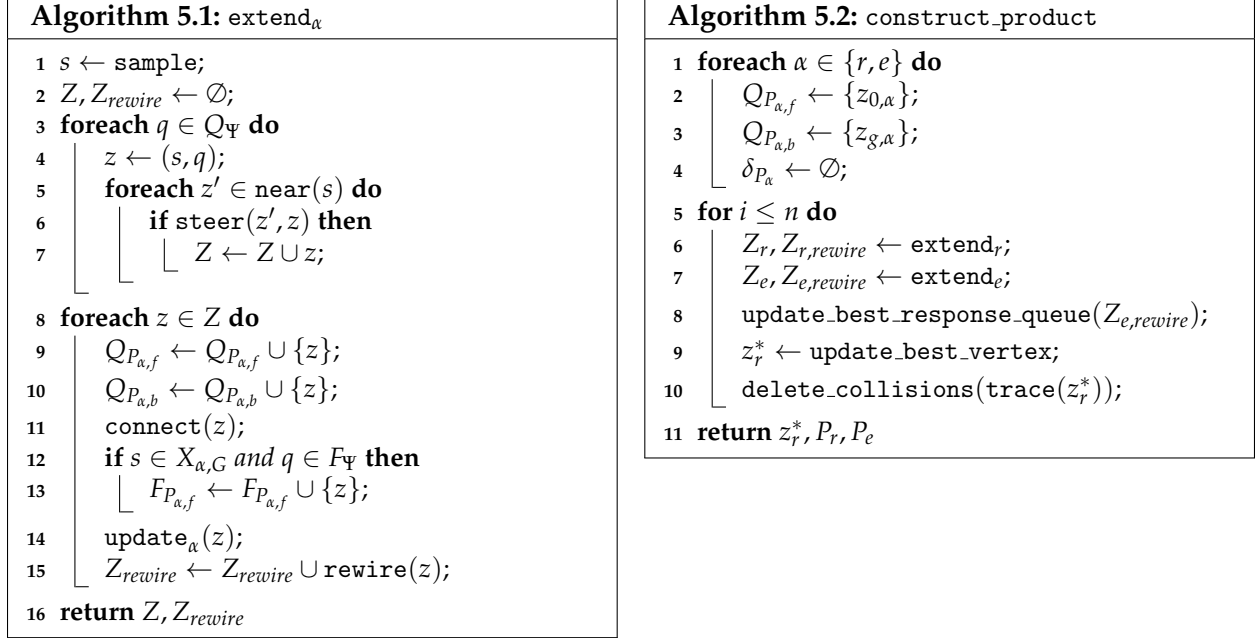 Algorithm 5.1: extend_α
1 s ← sample;
2 Z, Z_rewire ← ∅;
3 foreach q ∈ Q_Ψ do
4 z ← (s, q);
5 foreach z′ ∈ near(s) do
6 if steer(z′, z) then
7 Z ← Z ∪ z;
8 foreach z ∈ Z do
9 Q_{P_{α,f}} ← Q_{P_{α,f}} ∪ {z};
10 Q_{P_{α,b}} ← Q_{P_{α,b}} ∪ {z};
11 connect(z);
12 if s ∈ X_{α,G} and q ∈ F_Ψ then
13 F_{P_{α,f}} ← F_{P_{α,f}} ∪ {z};
14 update_α(z);
15 Z_rewire ← Z_rewire ∪ rewire(z);
16 return Z, Z_rewire
Algorithm 5.2: construct_product
1 foreach α ∈ {r, e} do
2 Q_{P_{α,f}} ← {z_{0,α}};
3 Q_{P_{α,b}} ← {z_{g,α}};
4 δ_{P_α} ← ∅;
5 for i ≤ n do
6 Z_r, Z_{r,rewire} ← extend_r;
7 Z_e, Z_{e,rewire} ← extend_e;
8 update_best_response_queue(Z_{e,rewire});
9 z_r^* ← update_best_vertex;
10 delete_collisions(trace(z_r^*));
11 return z_r^*, P_r, P_e